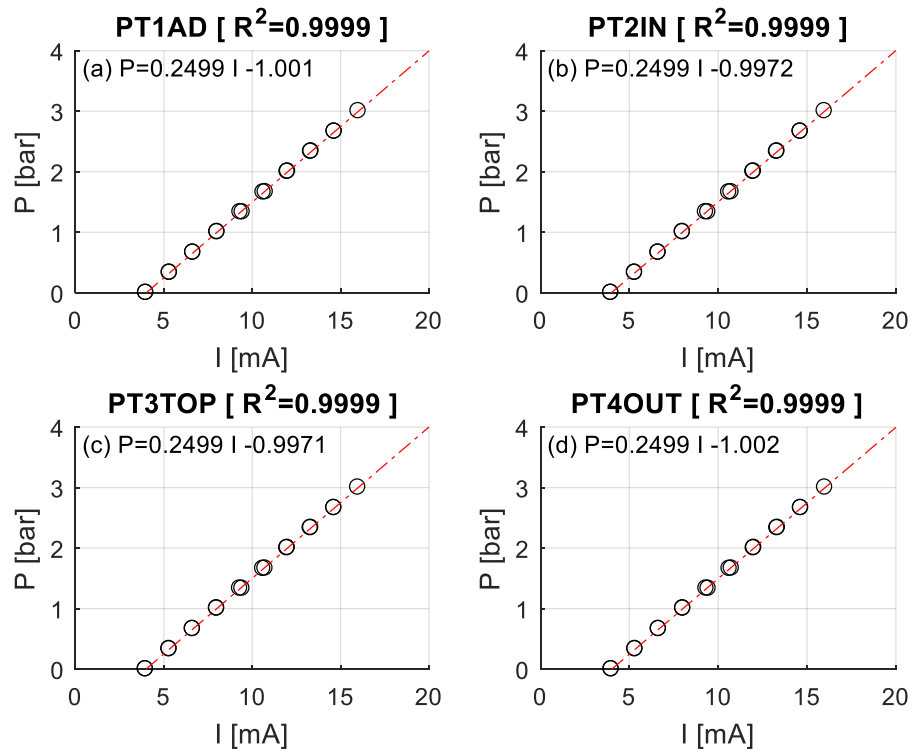 PT1AD [ R²=0.9999 ]
(a) P=0.2499 I -1.001
P [bar]
4
3
2
1
0
0 5 10 15 20
I [mA]
PT2IN [ R²=0.9999 ]
(b) P=0.2499 I -0.9972
P [bar]
4
3
2
1
0
0 5 10 15 20
I [mA]
PT3TOP [ R²=0.9999 ]
(c) P=0.2499 I -0.9971
P [bar]
4
3
2
1
0
0 5 10 15 20
I [mA]
PT4OUT [ R²=0.9999 ]
(d) P=0.2499 I -1.002
P [bar]
4
3
2
1
0
0 5 10 15 20
I [mA]